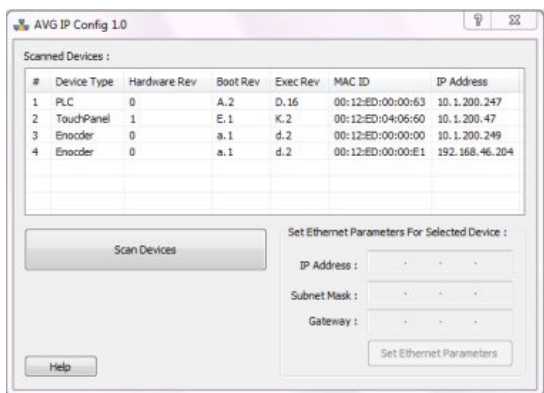 AVG IP Config 1.0
Scanned Devices :
# Device Type Hardware Rev Boot Rev Exec Rev MAC ID IP Address
1 PLC 0 A.2 D.16 00:12:ED:00:00:63 10.1.200.247
2 TouchPanel 1 E.1 K.2 00:12:ED:04:06:60 10.1.200.47
3 Enocder 0 a.1 d.2 00:12:ED:00:00:00 10.1.200.249
4 Enocder 0 a.1 d.2 00:12:ED:00:00:E1 192.168.46.204
Scan Devices
Set Ethernet Parameters For Selected Device :
IP Address : . . .
Subnet Mask : . . .
Gateway : . . .
Set Ethernet Parameters
Help